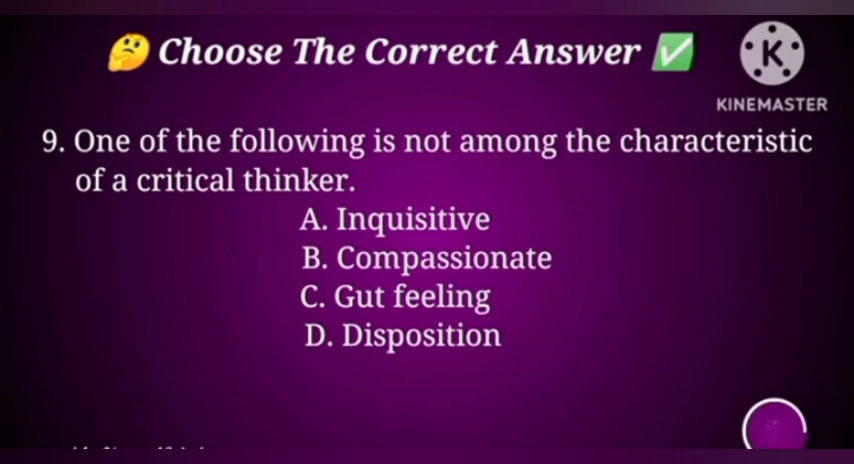 🤔 Choose The Correct Answer ✅
K
KINEMASTER
9. One of the following is not among the characteristic
of a critical thinker.
A. Inquisitive
B. Compassionate
C. Gut feeling
D. Disposition